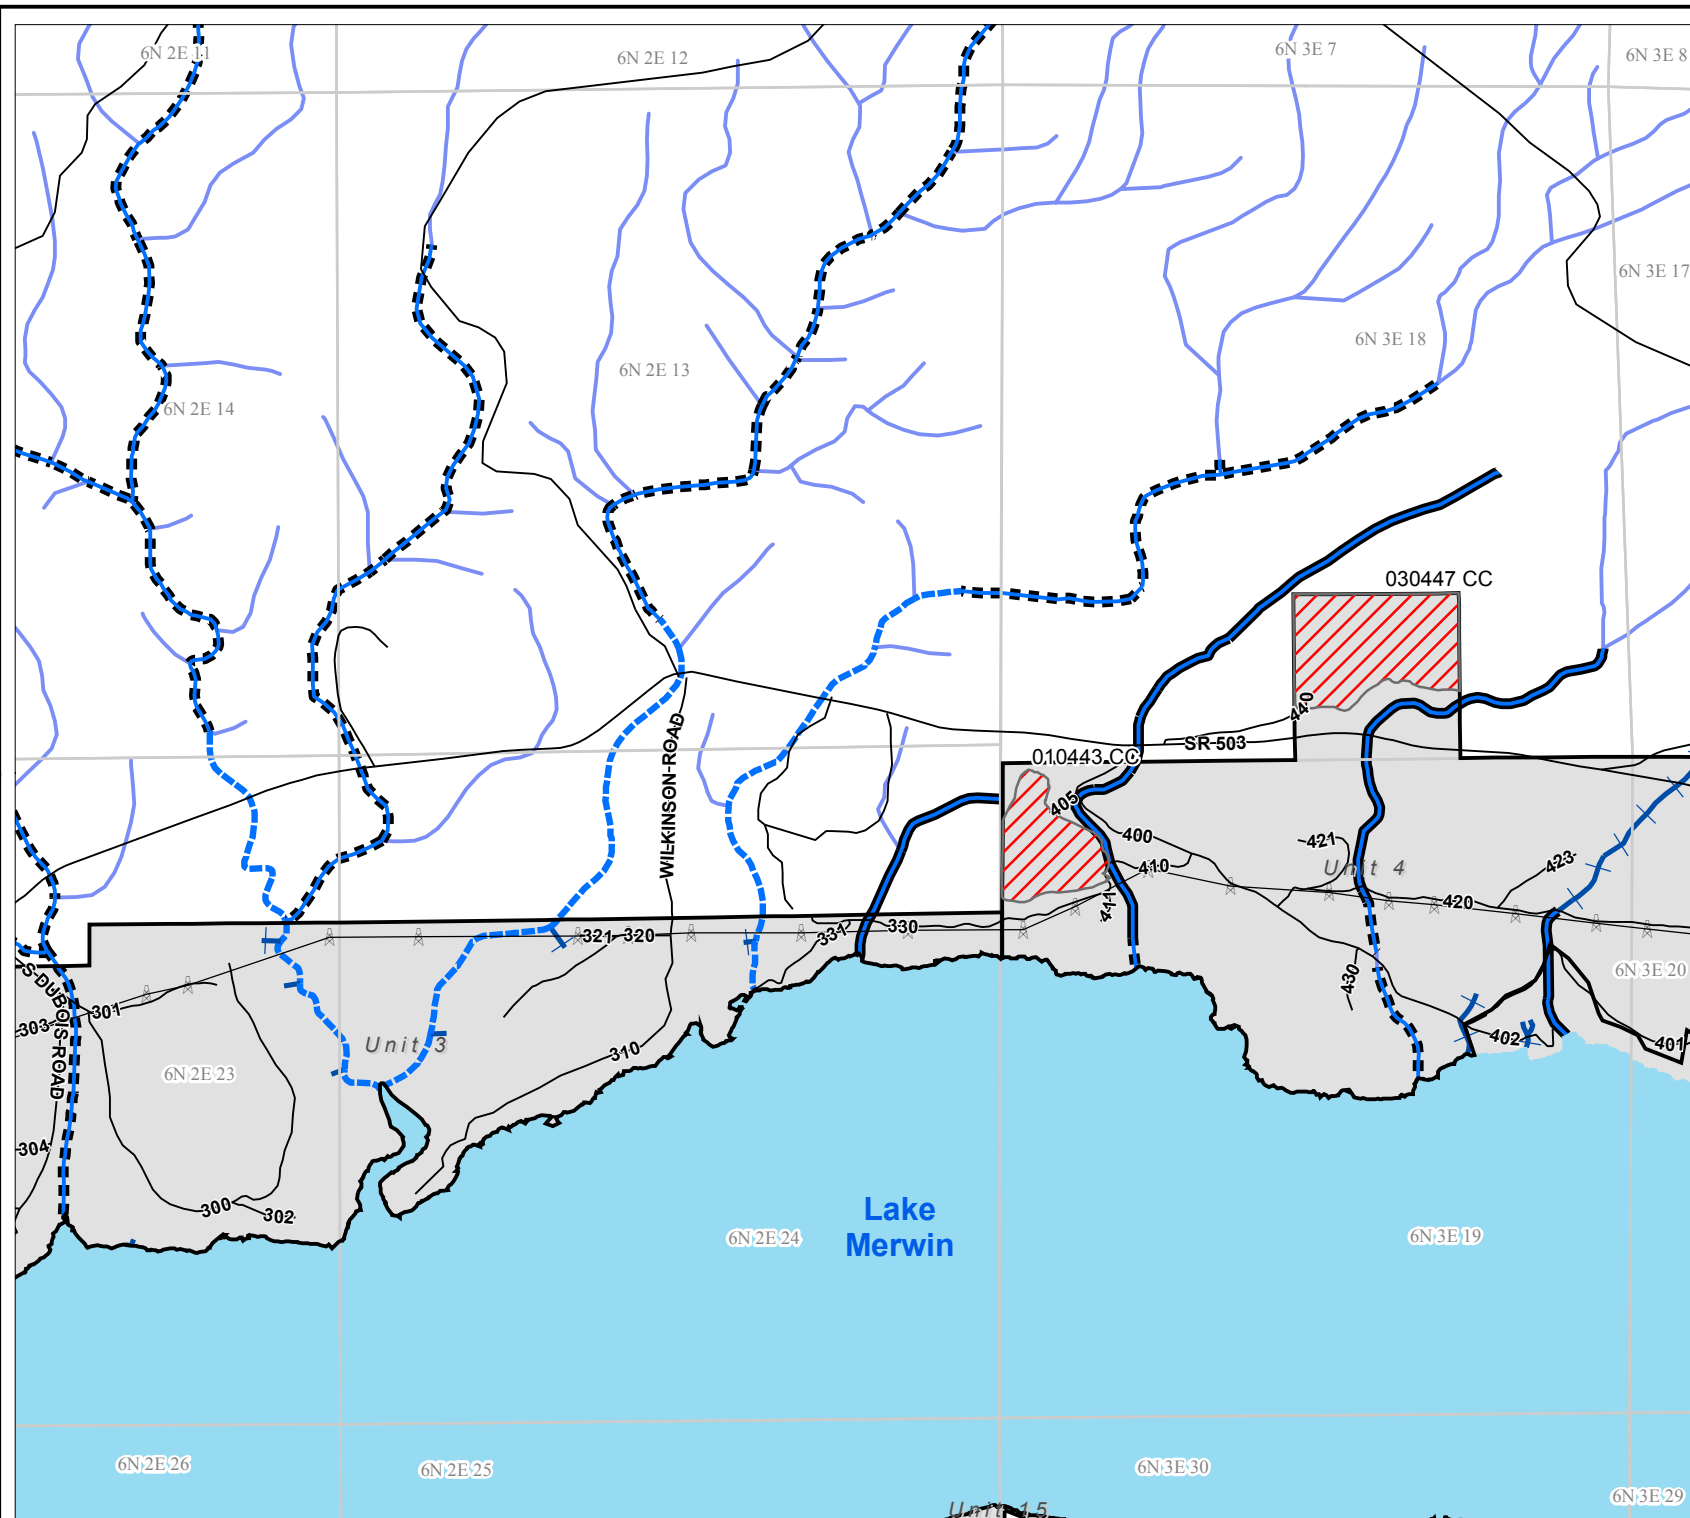 6N 2E 11
6N 2E 12
6N 3E 7
6N 3E 8
6N 3E 17
6N 3E 18
6N 2E 13
6N 2E 14
030447 CC
440
SR-503
010443 CC
WILKINSON-ROAD
405
400
410
421
Unit 4
423
420
441
321
320
331
330
430
6N 3E 20
S-DUBOIS-ROAD
303
301
Unit 3
310
402
401
6N 2E 23
304
300
302
Lake
Merwin
6N 2E 24
6N 3E 19
6N 2E 26
6N 2E 25
6N 3E 30
6N 3E 29
Unit 15